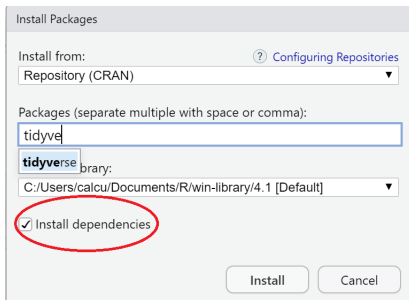 Install Packages
Install from:
? Configuring Repositories
Repository (CRAN)
Packages (separate multiple with space or comma):
tidyve
tidyverse
brary:
C:/Users/calcu/Documents/R/win-library/4.1 [Default]
Install dependencies
Install
Cancel